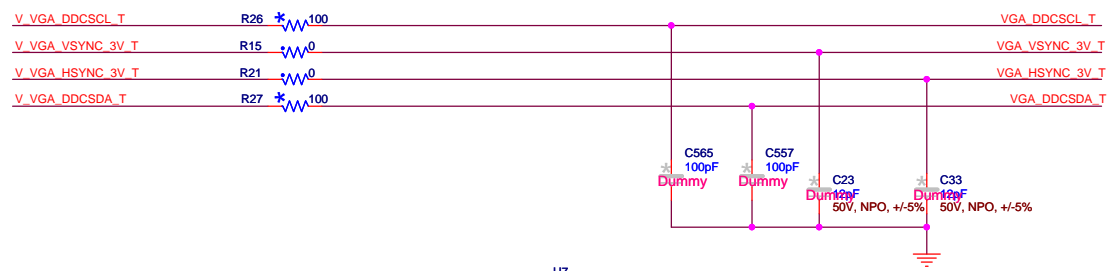 V_VGA_DDCSCL_T R26 * 100 VGA_DDCSCL_T
V_VGA_VSYNC_3V_T R15 0 VGA_VSYNC_3V_T
V_VGA_HSYNC_3V_T R21 0 VGA_HSYNC_3V_T
V_VGA_DDCSDA_T R27 * 100 VGA_DDCSDA_T
C565
100pF
* Dummy
C557
100pF
* Dummy
C23
12pF
* Dummy
50V, NPO, +/-5%
C33
12pF
* Dummy
50V, NPO, +/-5%